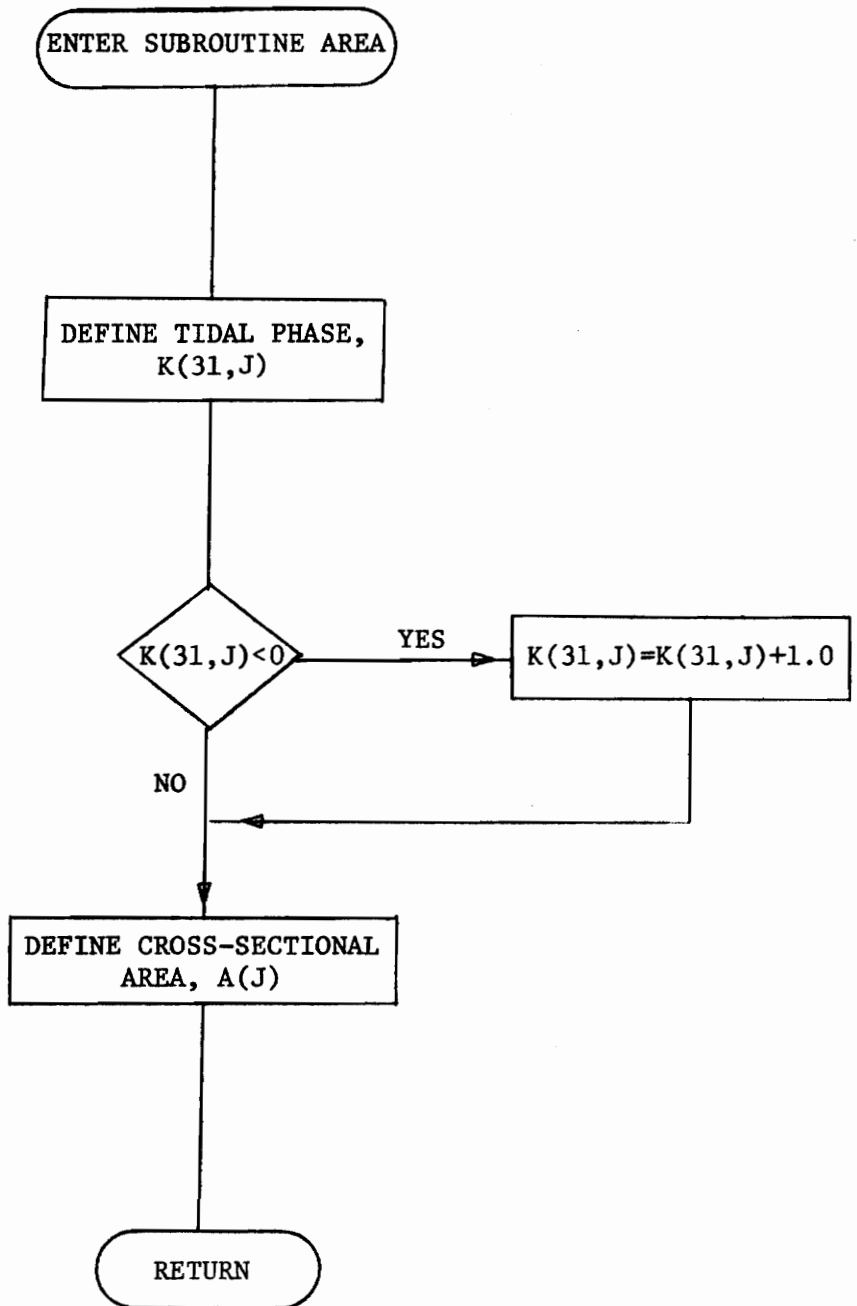 ENTER SUBROUTINE AREA
DEFINE TIDAL PHASE,
K(31,J)
K(31,J)<0
YES
K(31,J)=K(31,J)+1.0
NO
DEFINE CROSS-SECTIONAL
AREA, A(J)
RETURN